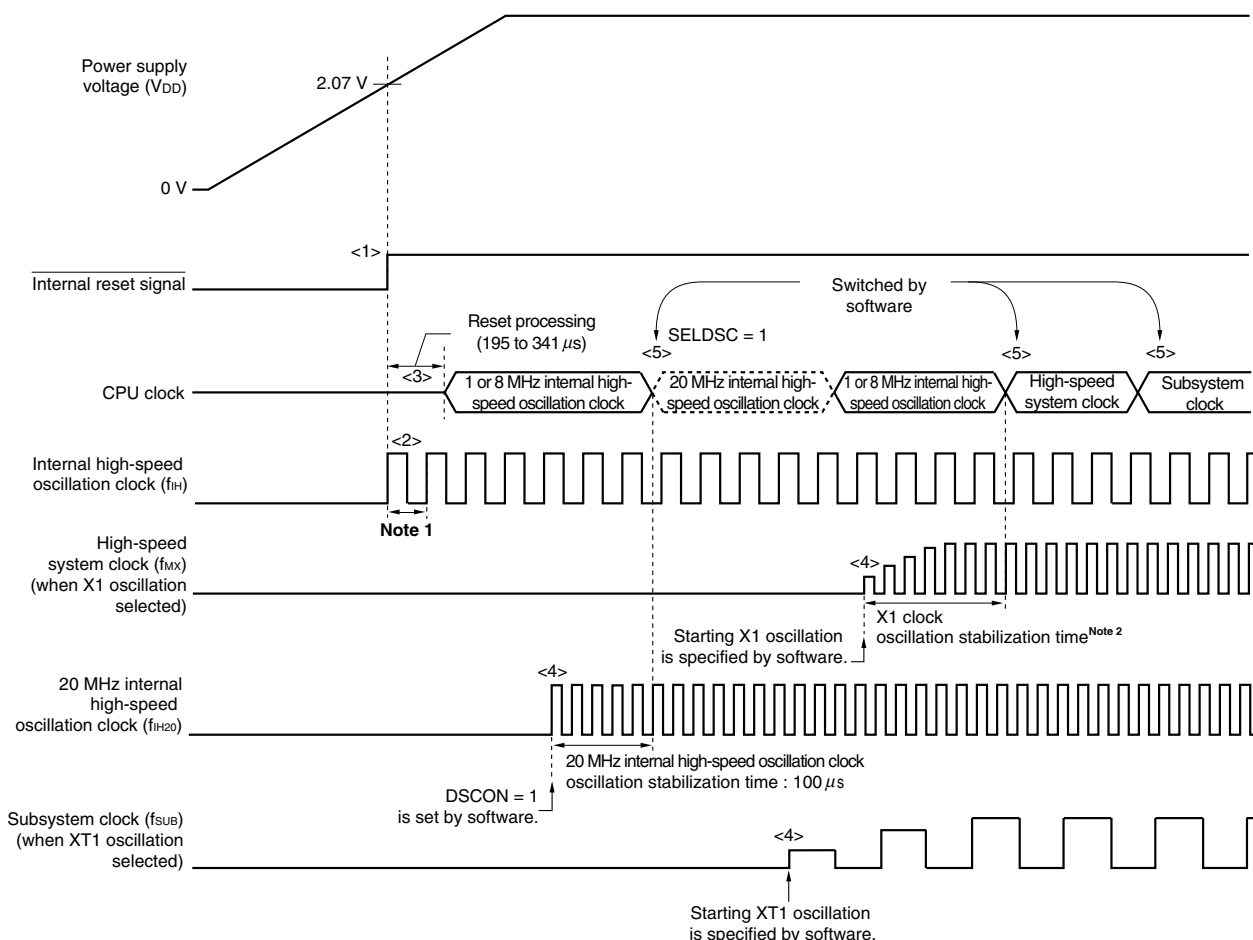 Power supply
voltage (VDD)
2.07 V
0 V
<1>
Internal reset signal
Switched by
software
Reset processing
(195 to 341 μs)
SELDSC = 1
<5>
<5>
<5>
<3>
CPU clock
1 or 8 MHz internal high-
speed oscillation clock
20 MHz internal high-
speed oscillation clock
1 or 8 MHz internal high-
speed oscillation clock
High-speed
system clock
Subsystem
clock
<2>
Internal high-speed
oscillation clock (fIH)
Note 1
High-speed
system clock (fMX)
(when X1 oscillation
selected)
<4>
X1 clock
oscillation stabilization time Note 2
Starting X1 oscillation
is specified by software.
<4>
20 MHz internal
high-speed
oscillation clock (fIH20)
20 MHz internal high-speed oscillation clock
oscillation stabilization time : 100 μs
DSCON = 1
is set by software.
Subsystem clock (fSUB)
(when XT1 oscillation
selected)
<4>
Starting XT1 oscillation
is specified by software.